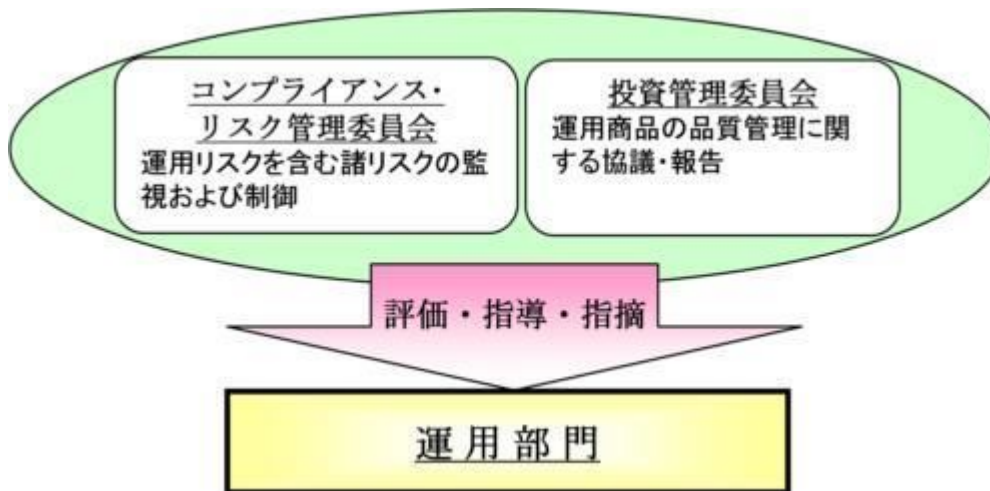 コンプライアンス・
リスク管理委員会
運用リスクを含む諸リスクの監
視および制御
投資管理委員会
運用商品の品質管理に関
する協議・報告
評価・指導・指摘
運用部門